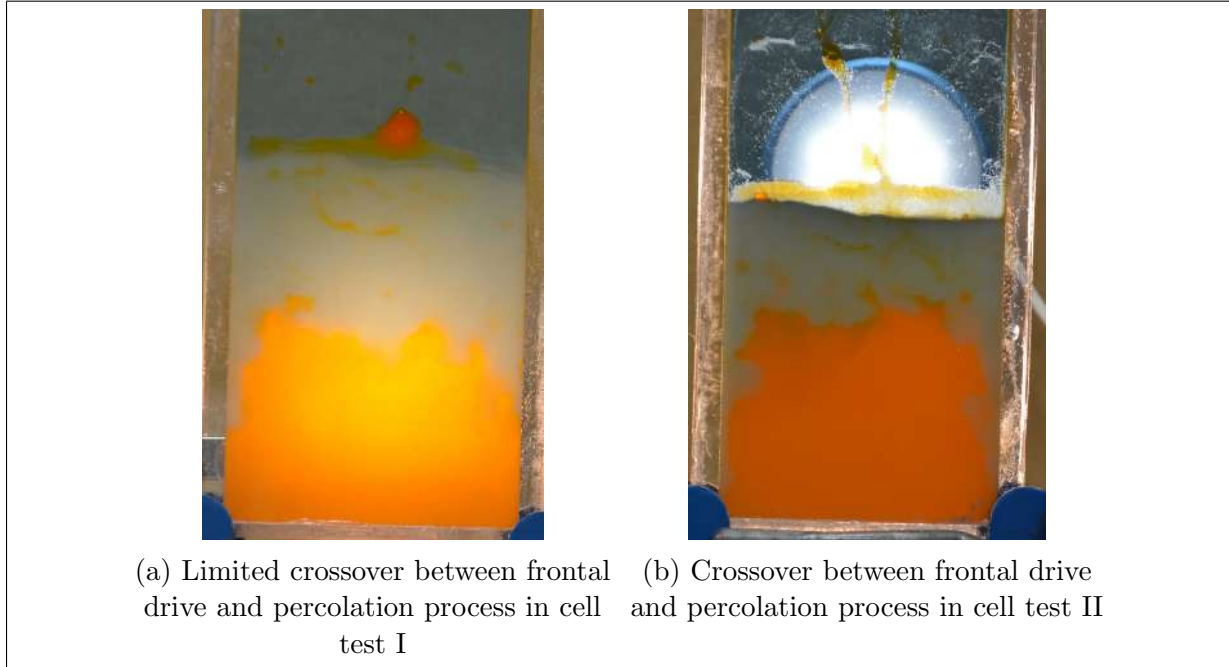 (a) Limited crossover between frontal
drive and percolation process in cell
test I
(b) Crossover between frontal drive
and percolation process in cell test II